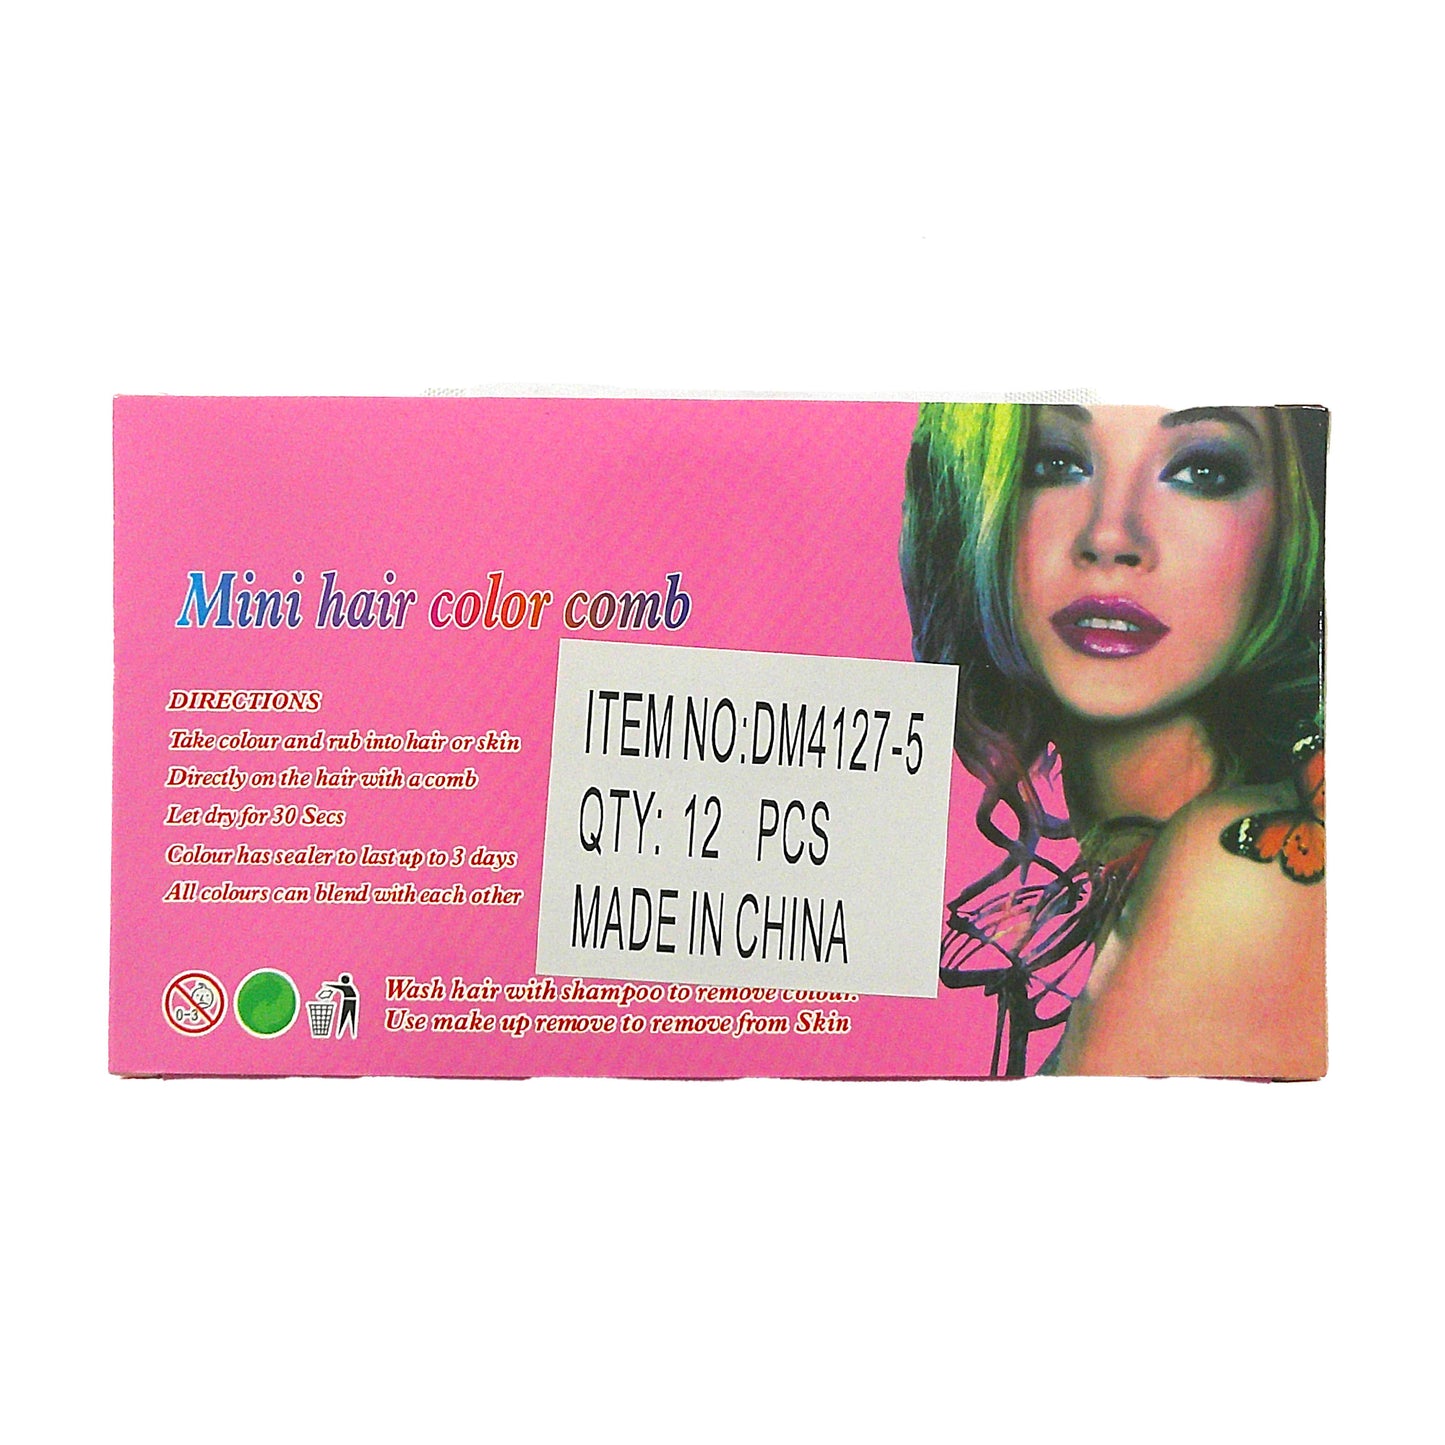 Mini hair color comb
DIRECTIONS
Take colour and rub into hair or skin
Directly on the hair with a comb
Let dry for 30 Secs
Colour has sealer to last up to 3 days
All colours can blend with each other
ITEM NO:DM4127-5
QTY: 12 PCS
MADE IN CHINA
0-3
Wash hair with shampoo to remove colour.
Use make up remove to remove from Skin